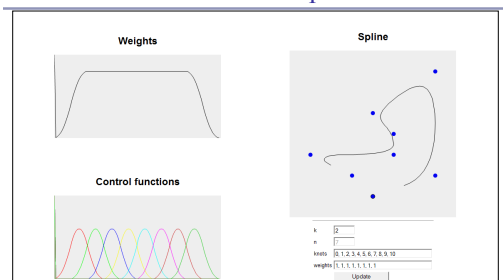 Weights
Spline
Control functions
k 2
n 7
knots 0, 1, 2, 3, 4, 5, 6, 7, 8, 9, 10
weights 1, 1, 1, 1, 1, 1, 1, 1
Update